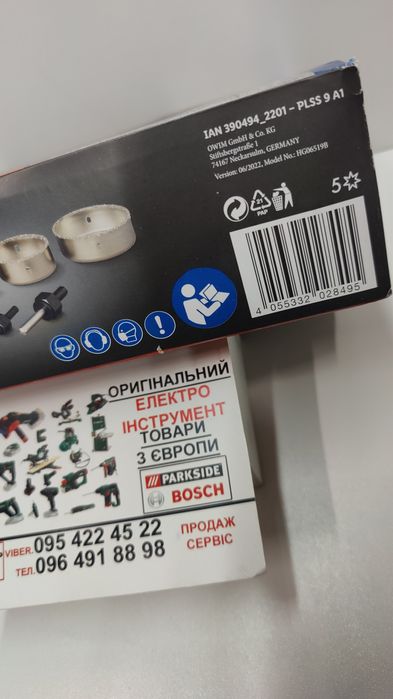 IAN 390494_2201 – PLSS 9 A1
OWIM GmbH & Co. KG
Stiftsbergstraße 1
74167 Neckarsulm, GERMANY
Version: 06/2022, Model No.: HG06519B
21
PAP
5
4 055332 028495
ОРИГІНАЛЬНИЙ
ЕЛЕКТРО
ІНСТРУМЕНТ
ТОВАРИ
З ЄВРОПИ
PARKSIDE
BOSCH
VIBER. 095 422 45 22
ТЕЛ. 096 491 88 98
ПРОДАЖ
СЕРВІС